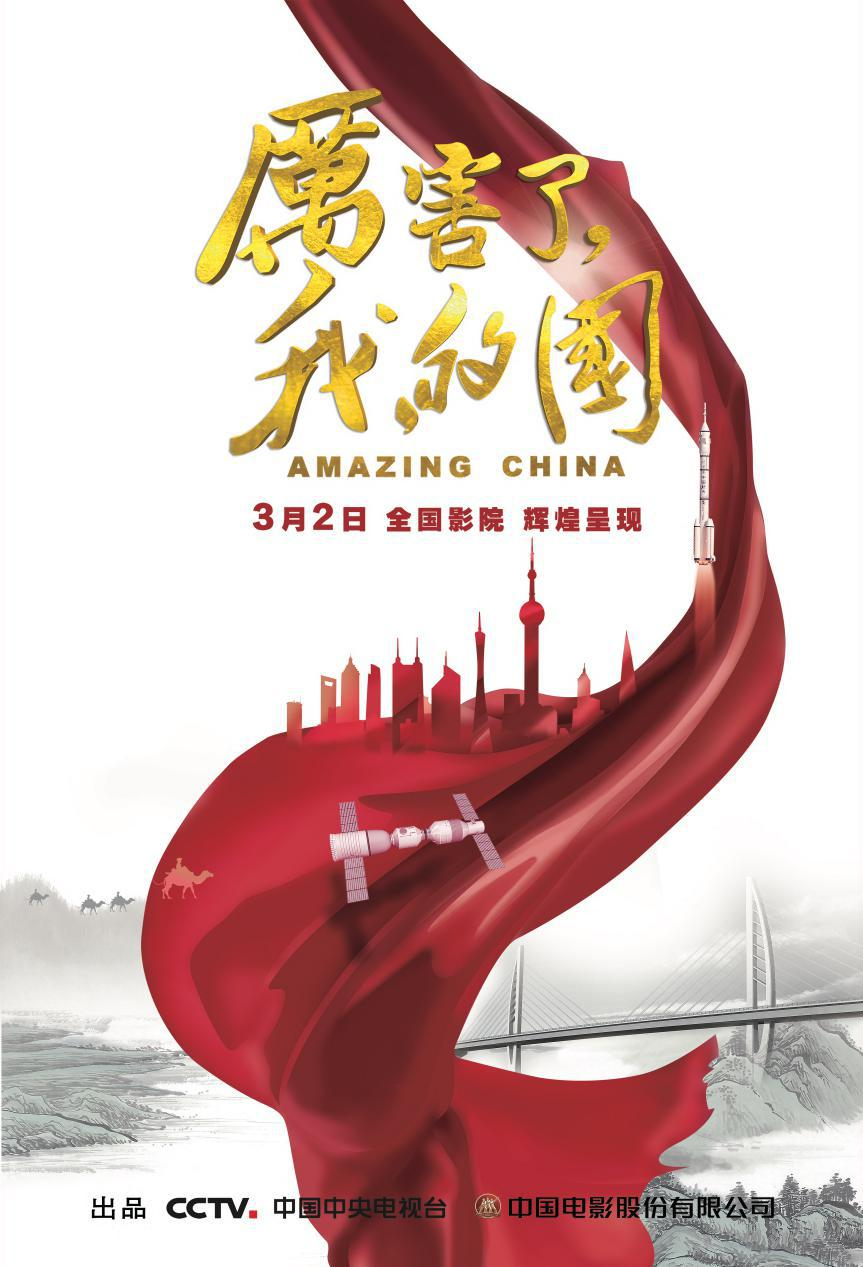 厲害了,
我的國
AMAZING CHINA
3月2日 全国影院 辉煌呈现
出品 CCTV. 中国中央电视台 中国电影股份有限公司